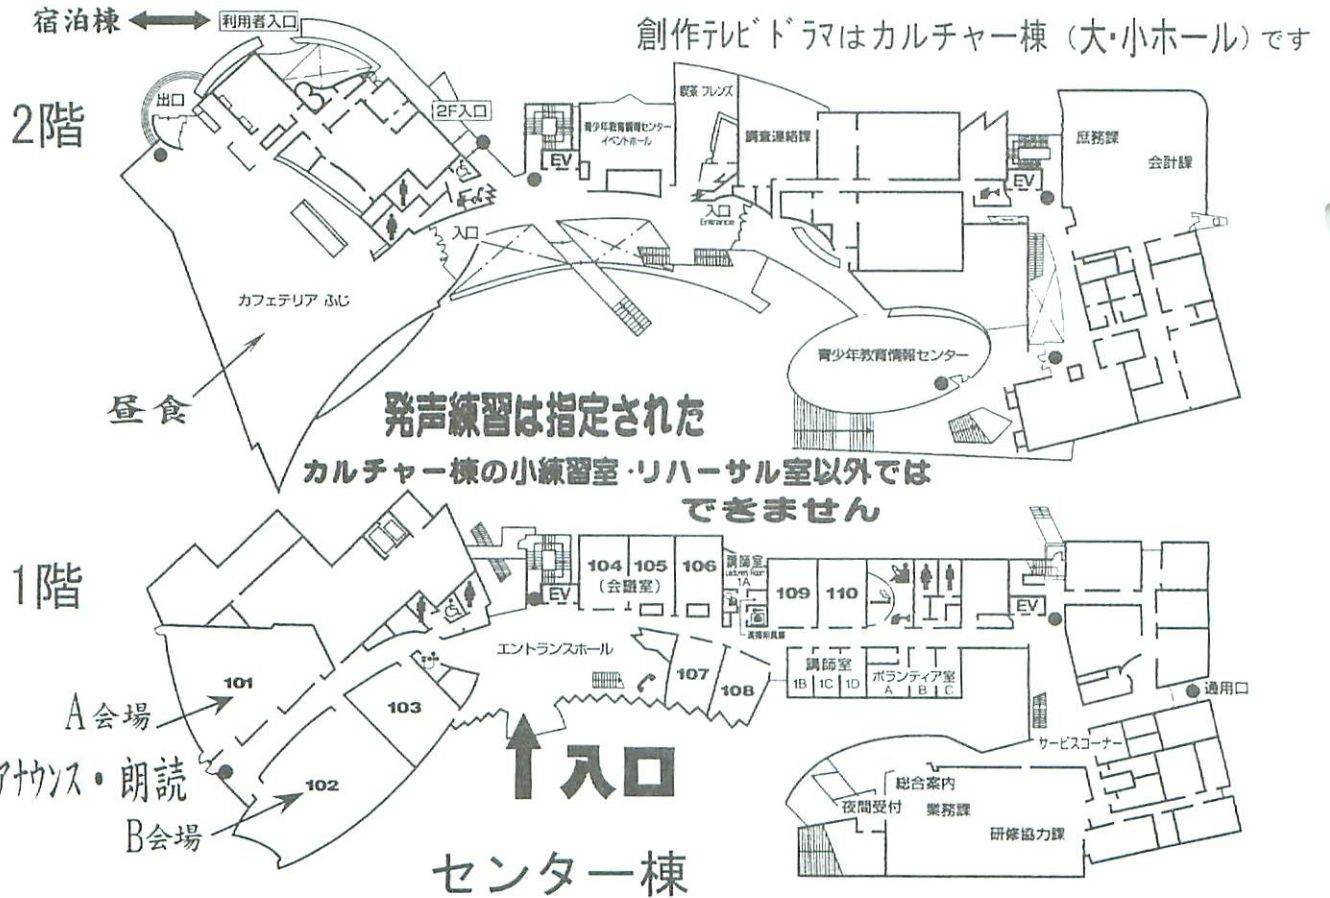 宿泊棟
利用者入口
創作テレビドラマはカルチャー棟（大・小ホール）です
2階
出口
2F入口
EV
青少年教育情報センター
イベントホール
喫茶 フレンズ
調査連絡課
庶務課
会計課
EV
入口
入口
Entrance
カフェテリア ふじ
昼食
青少年教育情報センター
発声練習は指定された
カルチャー棟の小練習室・リハーサル室以外では
できません
1階
104
105
(会議室)
106
講師室
Lecturers Room
1A
109
110
EV
EV
エントランスホール
107
108
講師室
1B
1C
1D
ボランティア室
A
B
C
通用口
101
A会場
103
アナウンス・朗読
102
B会場
入口
サービスコーナー
総合案内
夜間受付
業務課
研修協力課
センター棟